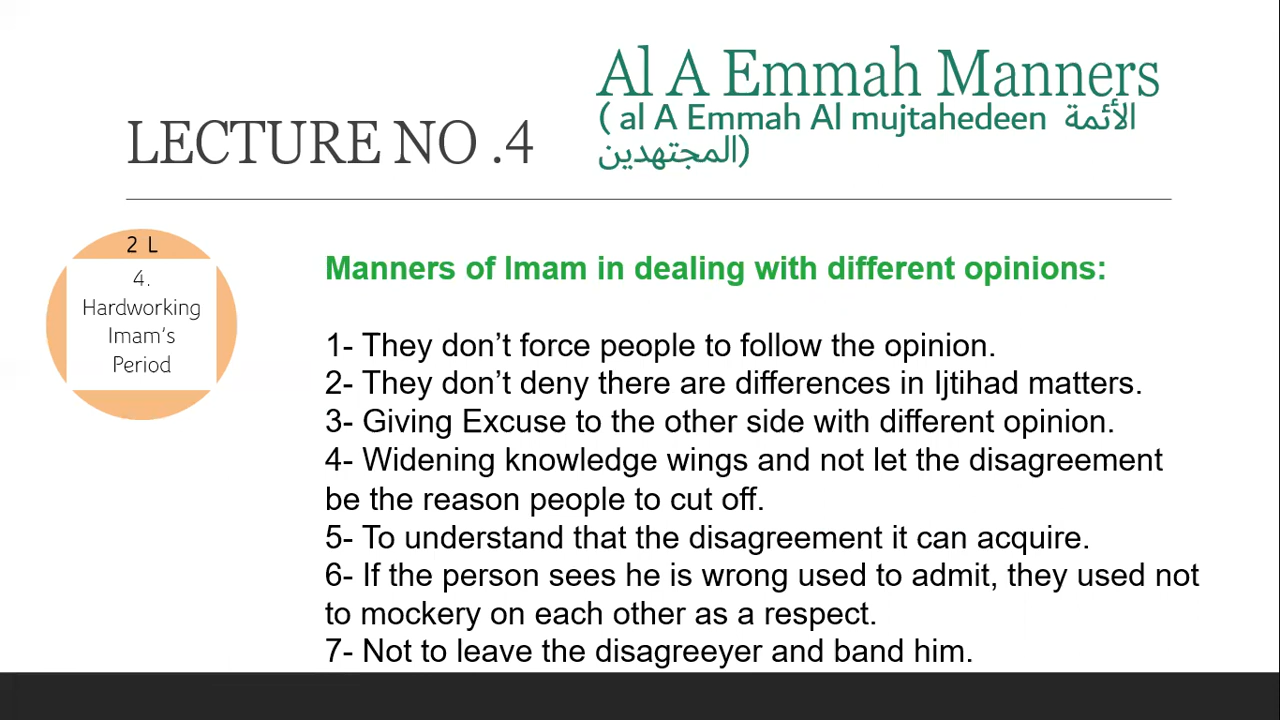 LECTURE NO .4
Al A Emmah Manners
( al A Emmah Al mujtahedeen الأئمة
المجتهدين)
2 L
4.
Hardworking
Imam's
Period
Manners of Imam in dealing with different opinions:
1- They don’t force people to follow the opinion.
2- They don’t deny there are differences in Ijtihad matters.
3- Giving Excuse to the other side with different opinion.
4- Widening knowledge wings and not let the disagreement
be the reason people to cut off.
5- To understand that the disagreement it can acquire.
6- If the person sees he is wrong used to admit, they used not
to mockery on each other as a respect.
7- Not to leave the disagreeyer and band him.